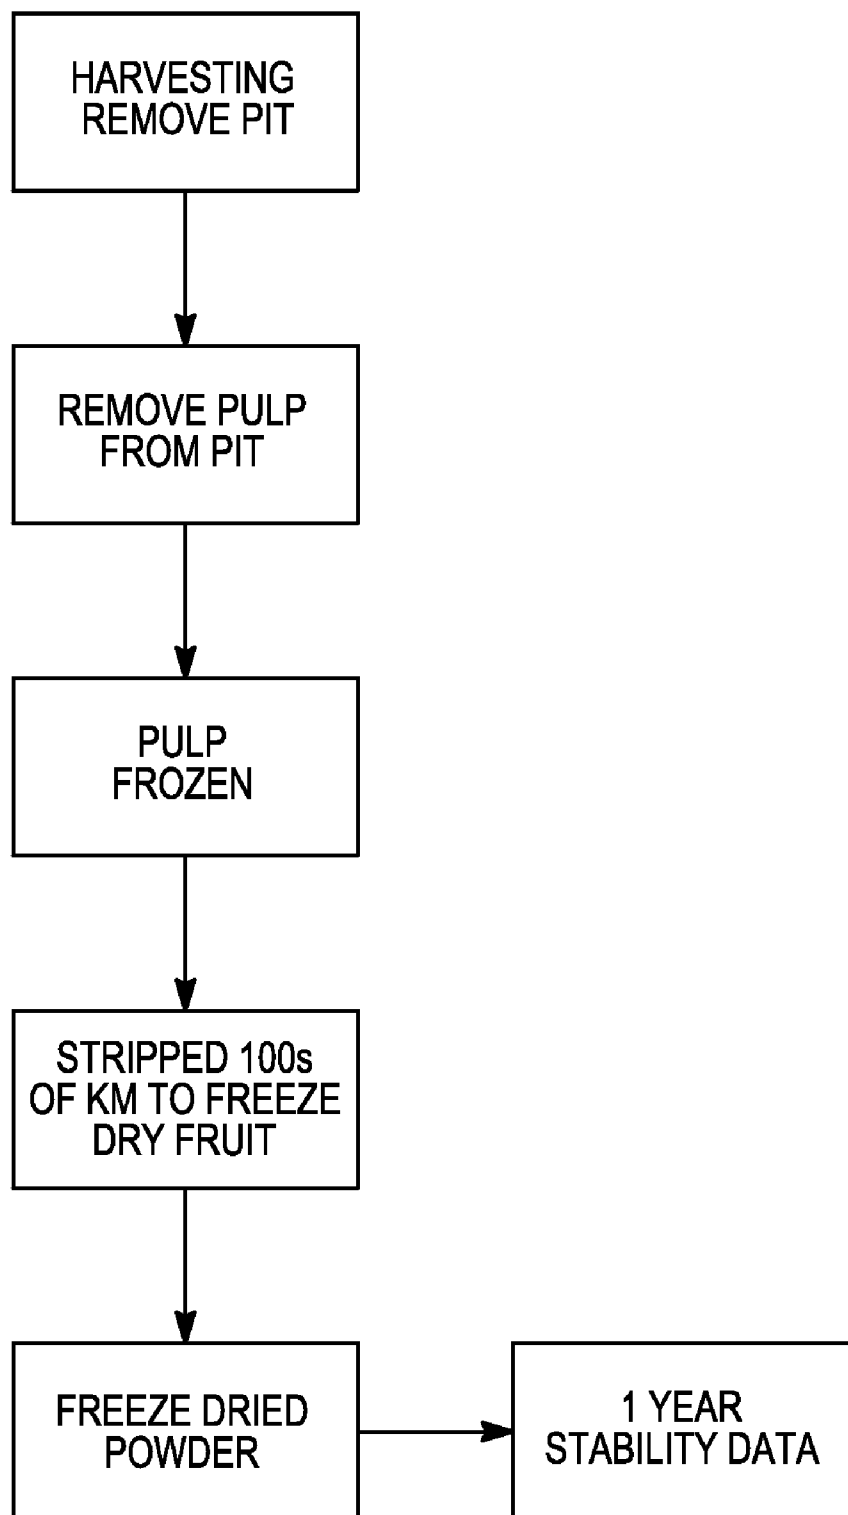 HARVESTING
REMOVE PIT
REMOVE PULP
FROM PIT
PULP
FROZEN
STRIPPED 100s
OF KM TO FREEZE
DRY FRUIT
FREEZE DRIED
POWDER
1 YEAR
STABILITY DATA